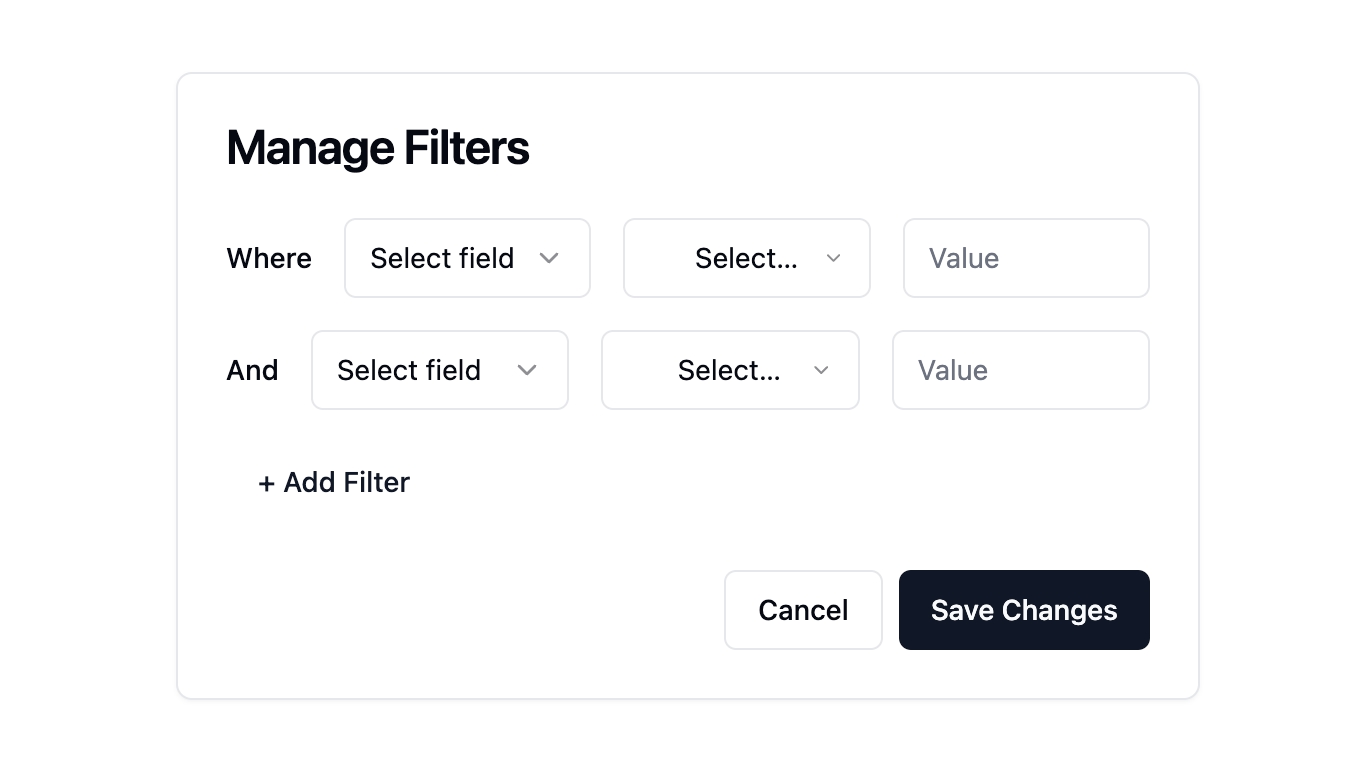 Manage Filters
Where Select field Select... Value
And Select field Select... Value
+ Add Filter
Cancel Save Changes